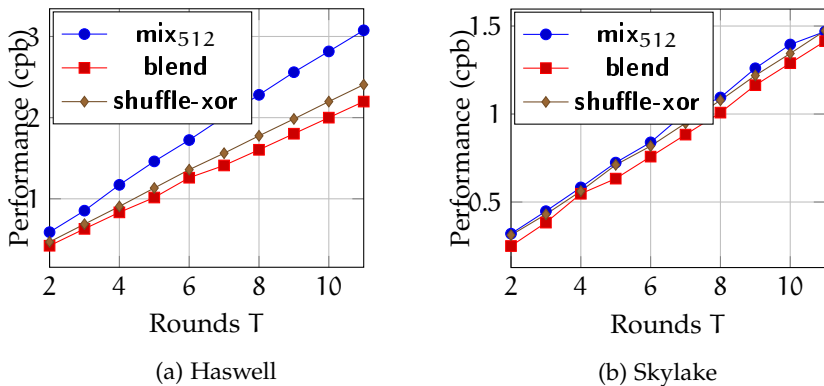 Performance (cpb)
3
2
1
mix512
blend
shuffle-xor
2 4 6 8 10
Rounds T
(a) Haswell
Performance (cpb)
1.5
1
0.5
mix512
blend
shuffle-xor
2 4 6 8 10
Rounds T
(b) Skylake